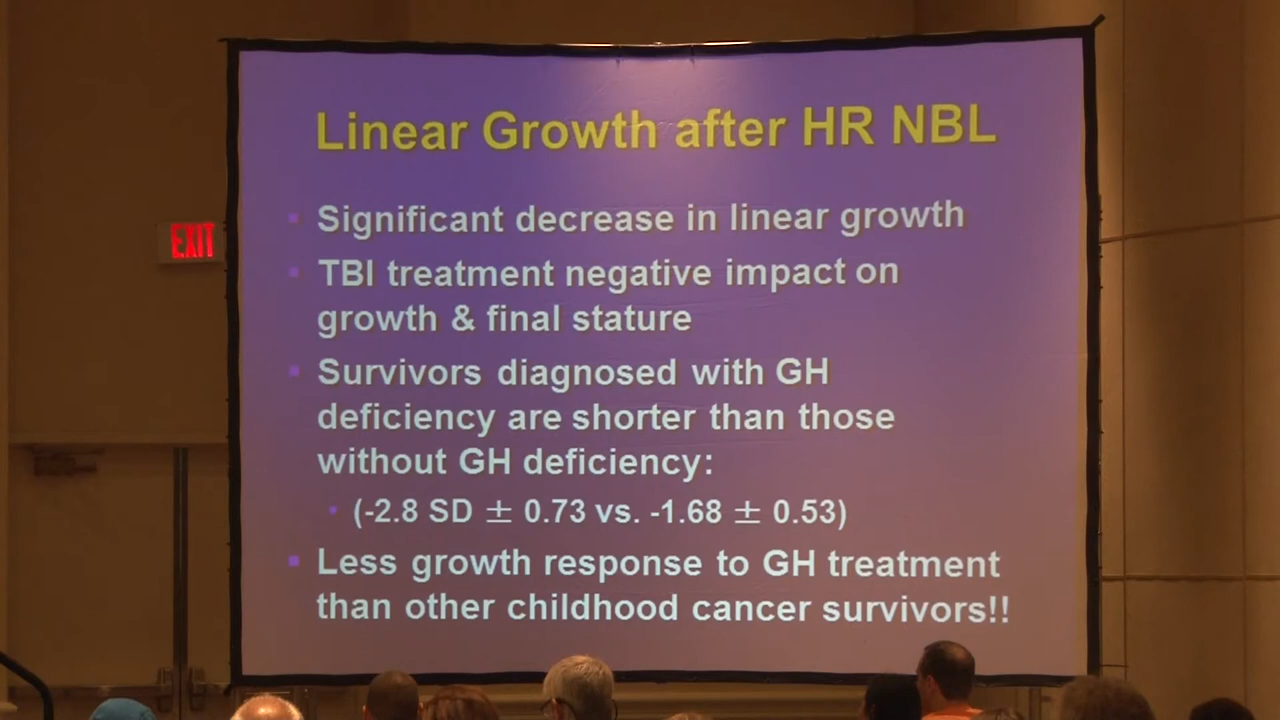 Linear Growth after HR NBL
EXIT
Significant decrease in linear growth
TBI treatment negative impact on
growth & final stature
Survivors diagnosed with GH
deficiency are shorter than those
without GH deficiency:
(-2.8 SD ± 0.73 vs. -1.68 ± 0.53)
Less growth response to GH treatment
than other childhood cancer survivors!!